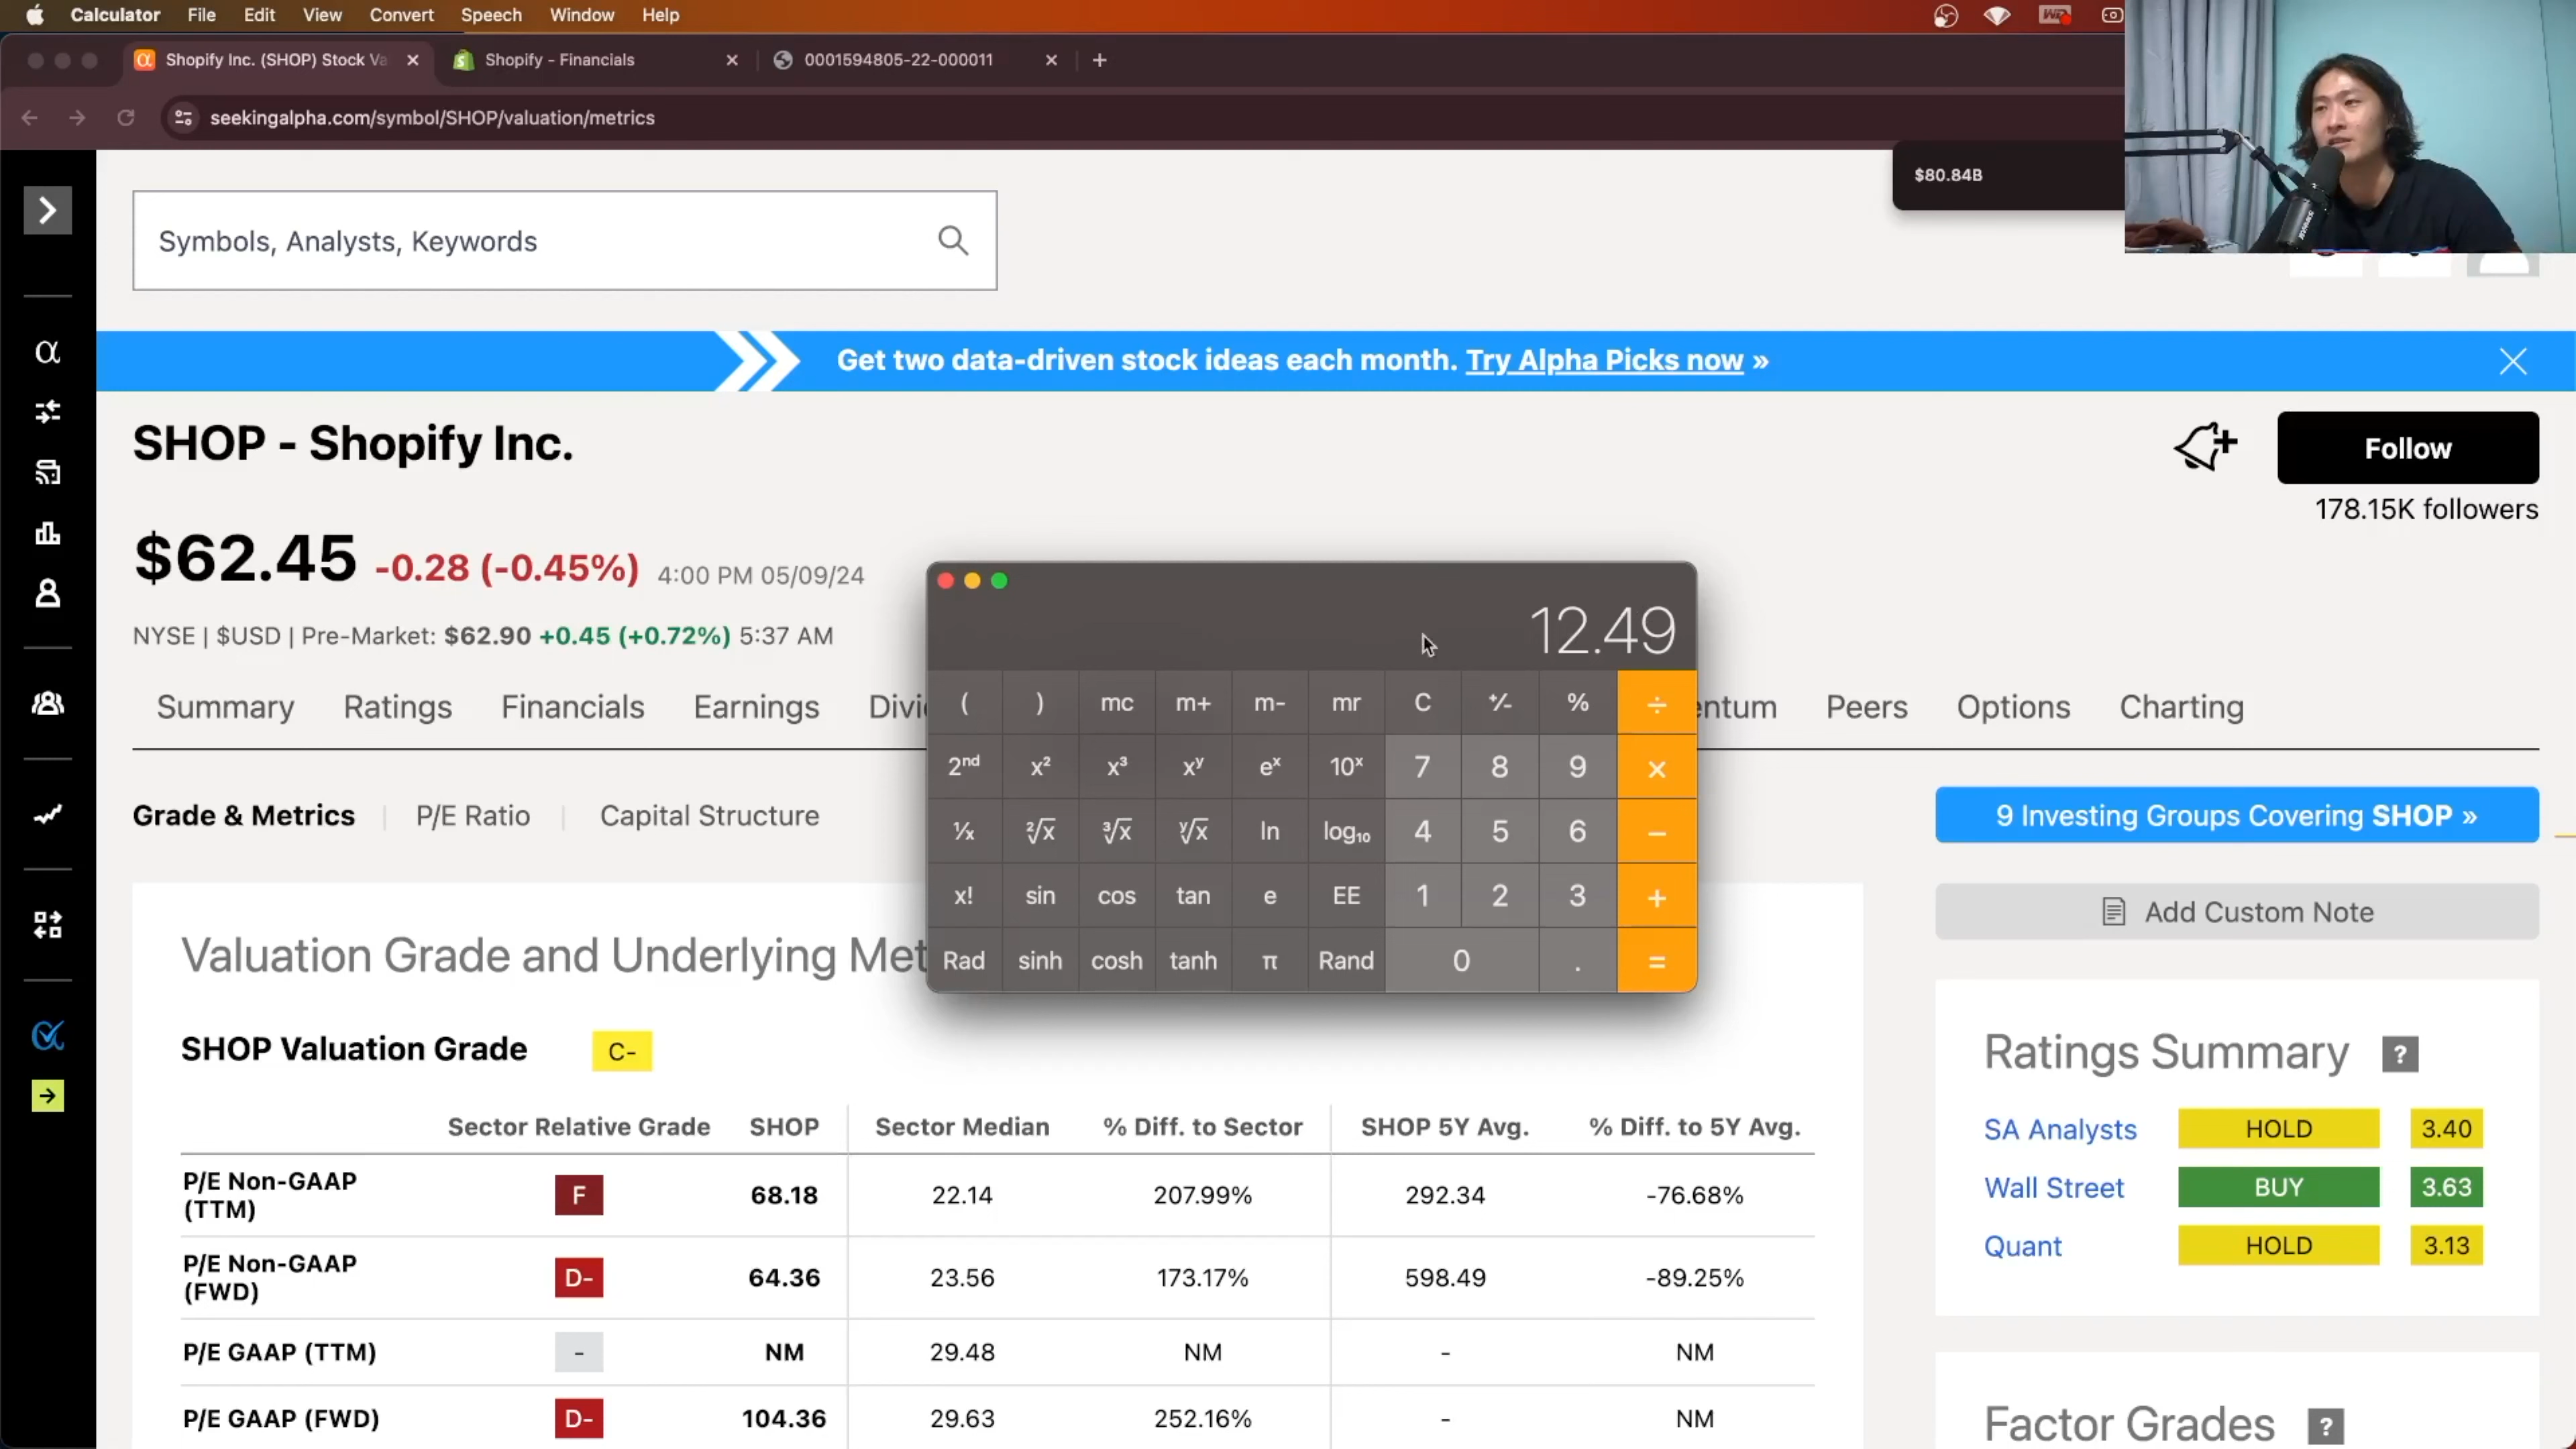 Calculator File Edit View Convert Speech Window Help
Shopify Inc. (SHOP) Stock Va
Shopify - Financials
0001594805-22-000011
seekingalpha.com/symbol/SHOP/valuation/metrics
$80.84B
Symbols, Analysts, Keywords
Get two data-driven stock ideas each month. Try Alpha Picks now »
SHOP - Shopify Inc.
Follow
178.15K followers
$62.45 -0.28 (-0.45%) 4:00 PM 05/09/24
NYSE | $USD | Pre-Market: $62.90 +0.45 (+0.72%) 5:37 AM
12.49
( ) mc m+ m- mr C +/- % ÷
2nd x² x³ xʸ eˣ 10ˣ 7 8 9 ×
1/x ²√x ³√x ʸ√x ln log₁₀ 4 5 6 −
x! sin cos tan e EE 1 2 3 +
Rad sinh cosh tanh π Rand 0 . =
Summary Ratings Financials Earnings Divi entum Peers Options Charting
Grade & Metrics P/E Ratio Capital Structure
9 Investing Groups Covering SHOP »
Add Custom Note
Valuation Grade and Underlying Met
SHOP Valuation Grade C-
Sector Relative Grade SHOP Sector Median % Diff. to Sector SHOP 5Y Avg. % Diff. to 5Y Avg.
P/E Non-GAAP (TTM) F 68.18 22.14 207.99% 292.34 -76.68%
P/E Non-GAAP (FWD) D- 64.36 23.56 173.17% 598.49 -89.25%
P/E GAAP (TTM) - NM 29.48 NM - NM
P/E GAAP (FWD) D- 104.36 29.63 252.16% - NM
Ratings Summary ?
SA Analysts HOLD 3.40
Wall Street BUY 3.63
Quant HOLD 3.13
Factor Grades ?